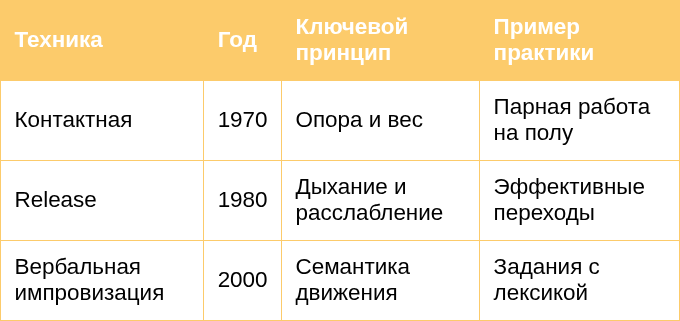 Техника Год Ключевой принцип Пример практики
Контактная 1970 Опора и вес Парная работа на полу
Release 1980 Дыхание и расслабление Эффективные переходы
Вербальная импровизация 2000 Семантика движения Задания с лексикой